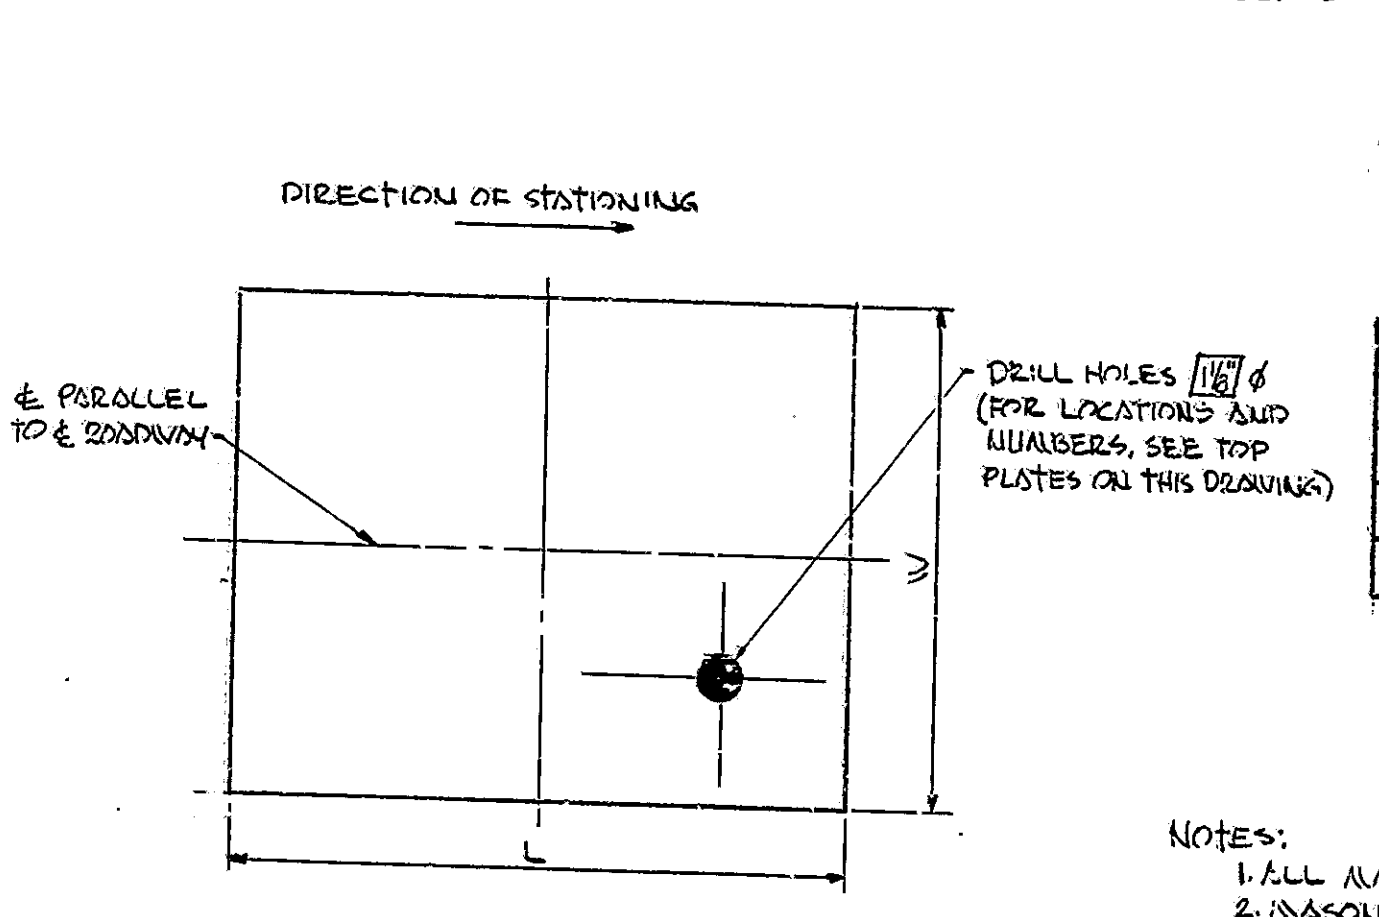 DIRECTION OF STATIONING
℄ PARALLEL
TO ℄ ROADWAY
DRILL HOLES 1⅛" ϕ
(FOR LOCATIONS AND
NUMBERS, SEE TOP
PLATES ON THIS DRAWING)
W
L
NOTES:
1. ALL
2.